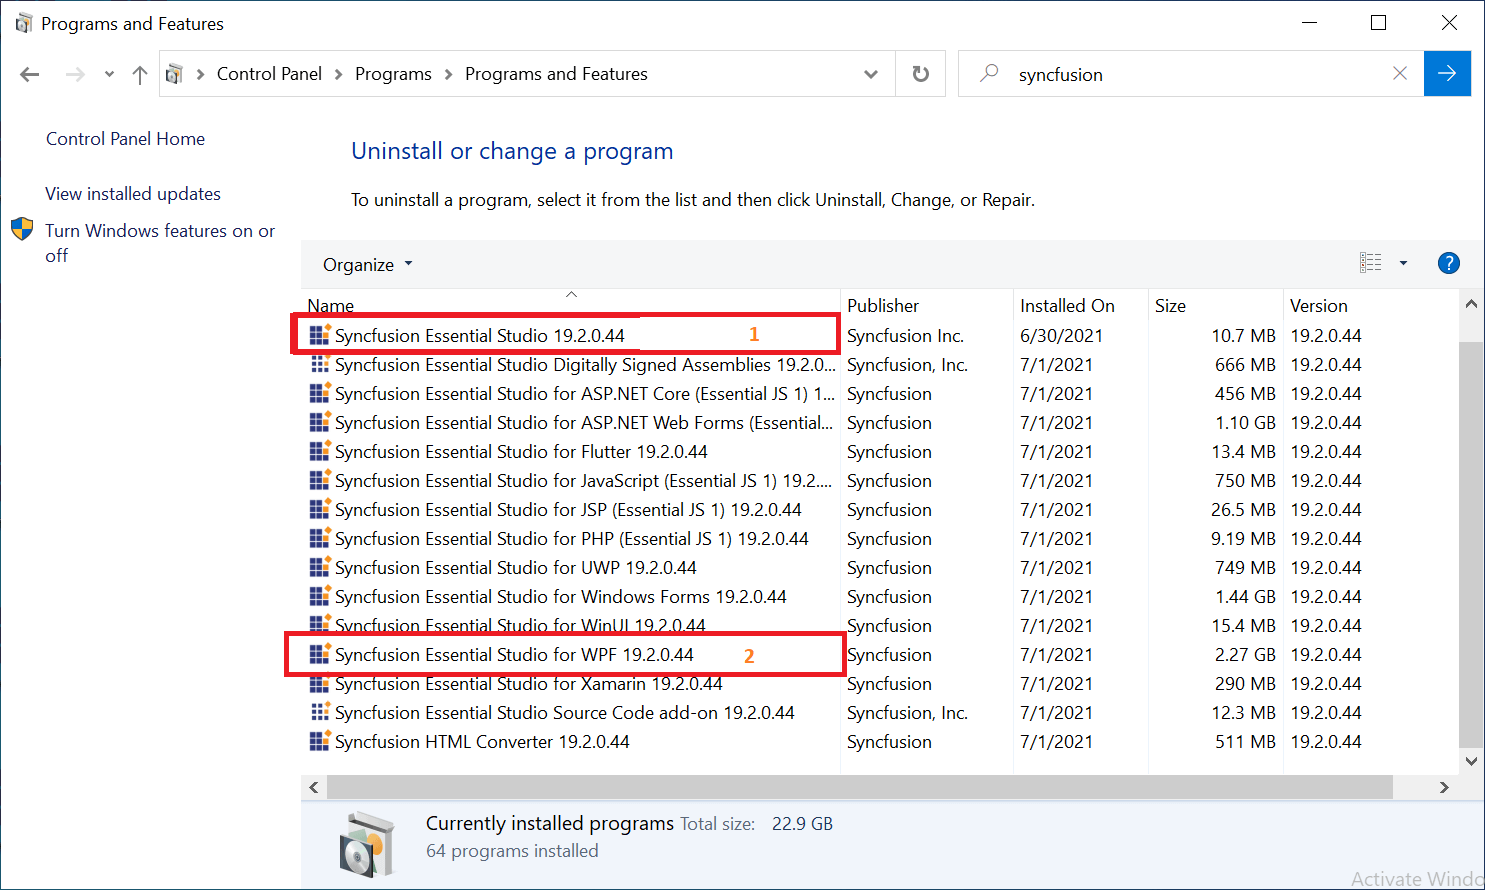 Programs and Features
Control Panel > Programs > Programs and Features
syncfusion
Control Panel Home
View installed updates
Turn Windows features on or
off
Uninstall or change a program
To uninstall a program, select it from the list and then click Uninstall, Change, or Repair.
Organize
?
Name Publisher Installed On Size Version
Syncfusion Essential Studio 19.2.0.44 1 Syncfusion Inc. 6/30/2021 10.7 MB 19.2.0.44
Syncfusion Essential Studio Digitally Signed Assemblies 19.2.0... Syncfusion, Inc. 7/1/2021 666 MB 19.2.0.44
Syncfusion Essential Studio for ASP.NET Core (Essential JS 1) 1... Syncfusion 7/1/2021 456 MB 19.2.0.44
Syncfusion Essential Studio for ASP.NET Web Forms (Essential... Syncfusion 7/1/2021 1.10 GB 19.2.0.44
Syncfusion Essential Studio for Flutter 19.2.0.44 Syncfusion 7/1/2021 13.4 MB 19.2.0.44
Syncfusion Essential Studio for JavaScript (Essential JS 1) 19.2.... Syncfusion 7/1/2021 750 MB 19.2.0.44
Syncfusion Essential Studio for JSP (Essential JS 1) 19.2.0.44 Syncfusion 7/1/2021 26.5 MB 19.2.0.44
Syncfusion Essential Studio for PHP (Essential JS 1) 19.2.0.44 Syncfusion 7/1/2021 9.19 MB 19.2.0.44
Syncfusion Essential Studio for UWP 19.2.0.44 Syncfusion 7/1/2021 749 MB 19.2.0.44
Syncfusion Essential Studio for Windows Forms 19.2.0.44 Syncfusion 7/1/2021 1.44 GB 19.2.0.44
Syncfusion Essential Studio for WinUI 19.2.0.44 Syncfusion 7/1/2021 15.4 MB 19.2.0.44
Syncfusion Essential Studio for WPF 19.2.0.44 2 Syncfusion 7/1/2021 2.27 GB 19.2.0.44
Syncfusion Essential Studio for Xamarin 19.2.0.44 Syncfusion 7/1/2021 290 MB 19.2.0.44
Syncfusion Essential Studio Source Code add-on 19.2.0.44 Syncfusion, Inc. 7/1/2021 12.3 MB 19.2.0.44
Syncfusion HTML Converter 19.2.0.44 Syncfusion 7/1/2021 511 MB 19.2.0.44
Currently installed programs Total size: 22.9 GB
64 programs installed
Activate Windo